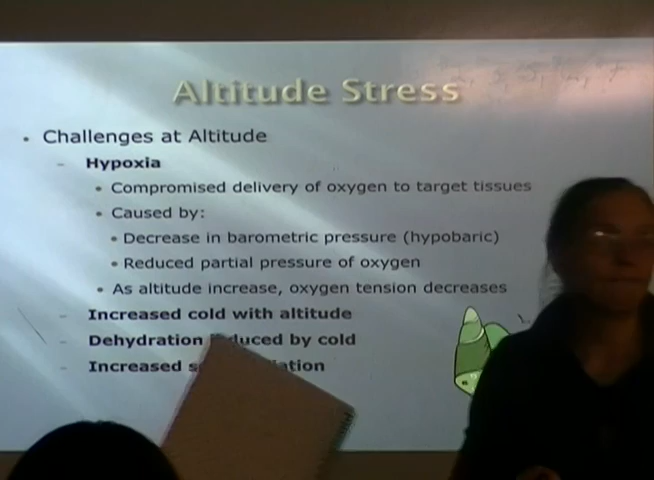 Altitude Stress
• Challenges at Altitude
– Hypoxia
• Compromised delivery of oxygen to target tissues
• Caused by:
• Decrease in barometric pressure (hypobaric)
• Reduced partial pressure of oxygen
• As altitude increase, oxygen tension decreases
– Increased cold with altitude
– Dehydration by cold
– Increased